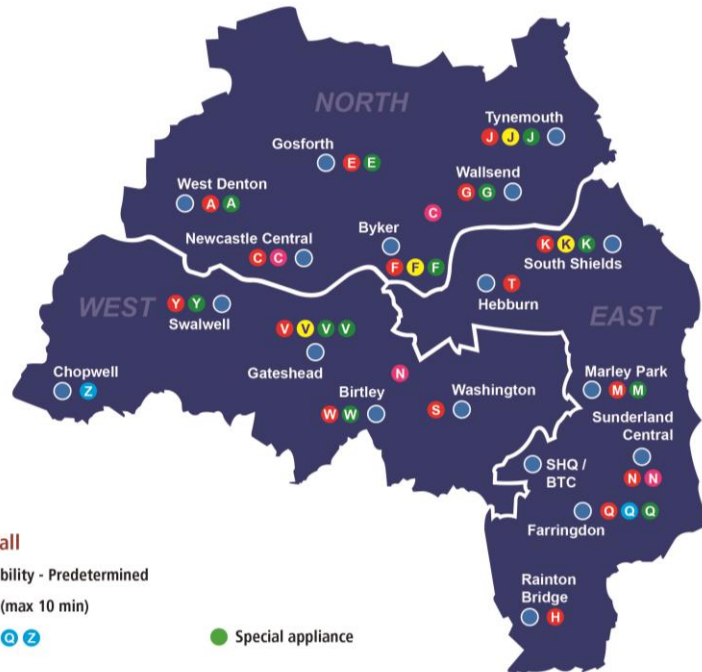 NORTH
Tynemouth
J J J
Gosforth
E E
Wallsend
G G
West Denton
A A
C
Newcastle Central
C C
Byker
F F F
K K K
South Shields
T
Hebburn
WEST
EAST
Y Y
Swalwell
V V V V
Gateshead
Chopwell
Z
N
Birtley
W W
Washington
S
Marley Park
M M
Sunderland
Central
N N
SHQ /
BTC
Q Q Q
Farringdon
Rainton
Bridge
H
all
bility - Predetermined
(max 10 min)
Q Z
Special appliance